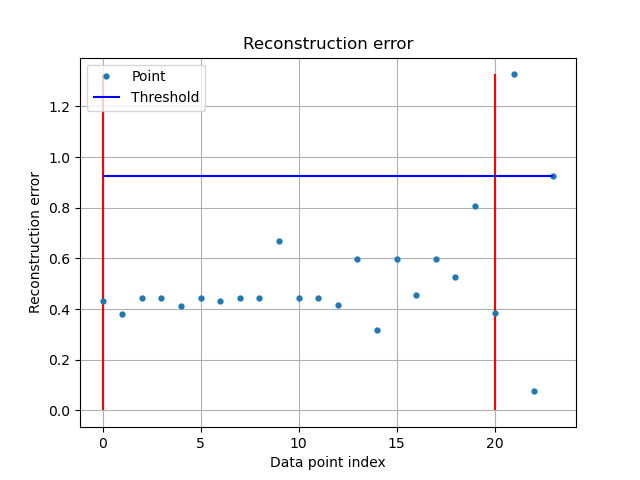 Reconstruction error
Point
Threshold
1.2
1.0
0.8
0.6
0.4
0.2
0.0
Reconstruction error
0 5 10 15 20
Data point index